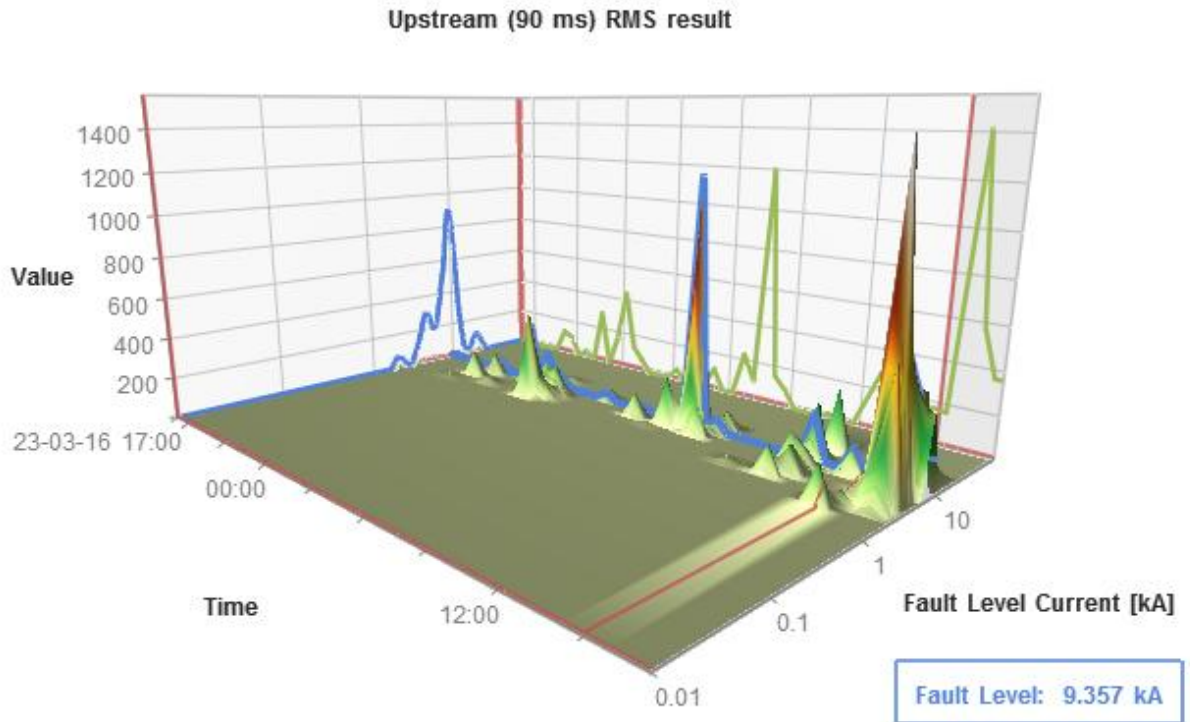 Upstream (90 ms) RMS result
1400
1200
1000
800
600
400
200
Value
23-03-16 17:00
00:00
12:00
Time
10
1
0.1
0.01
Fault Level Current [kA]
Fault Level: 9.357 kA